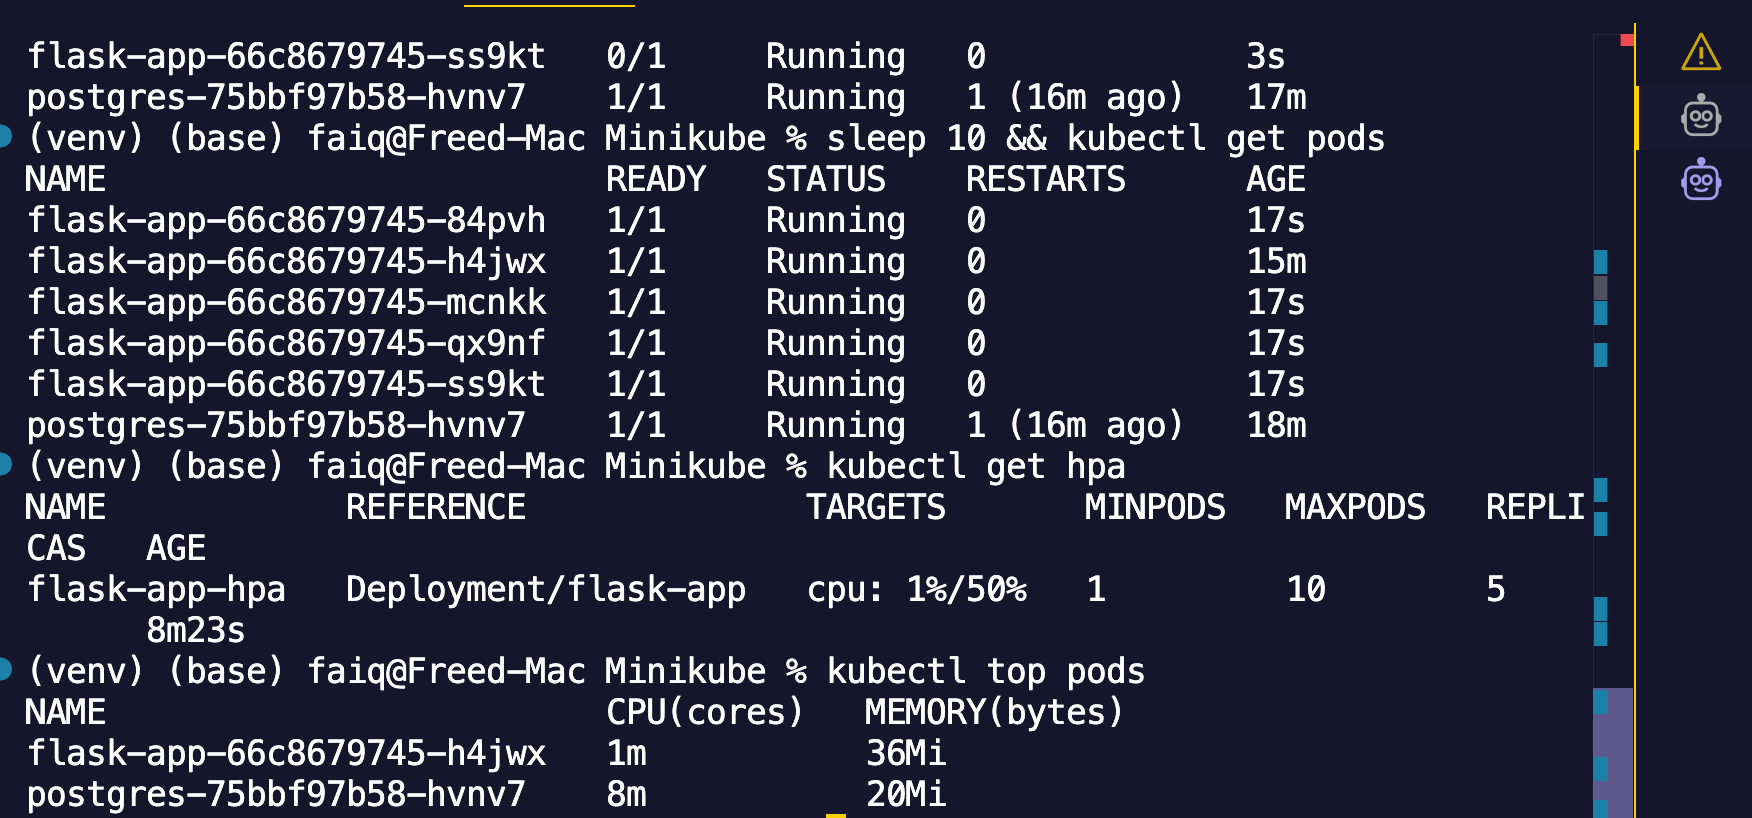 flask-app-66c8679745-ss9kt   0/1     Running   0             3s
postgres-75bbf97b58-hvnv7    1/1     Running   1 (16m ago)   17m
(venv) (base) faiq@Freed-Mac Minikube % sleep 10 && kubectl get pods
NAME                         READY   STATUS    RESTARTS      AGE
flask-app-66c8679745-84pvh   1/1     Running   0             17s
flask-app-66c8679745-h4jwx   1/1     Running   0             15m
flask-app-66c8679745-mcnkk   1/1     Running   0             17s
flask-app-66c8679745-qx9nf   1/1     Running   0             17s
flask-app-66c8679745-ss9kt   1/1     Running   0             17s
postgres-75bbf97b58-hvnv7    1/1     Running   1 (16m ago)   18m
(venv) (base) faiq@Freed-Mac Minikube % kubectl get hpa
NAME            REFERENCE              TARGETS       MINPODS   MAXPODS   REPLI
CAS   AGE
flask-app-hpa   Deployment/flask-app   cpu: 1%/50%   1         10        5
      8m23s
(venv) (base) faiq@Freed-Mac Minikube % kubectl top pods
NAME                         CPU(cores)   MEMORY(bytes)
flask-app-66c8679745-h4jwx   1m           36Mi
postgres-75bbf97b58-hvnv7    8m           20Mi